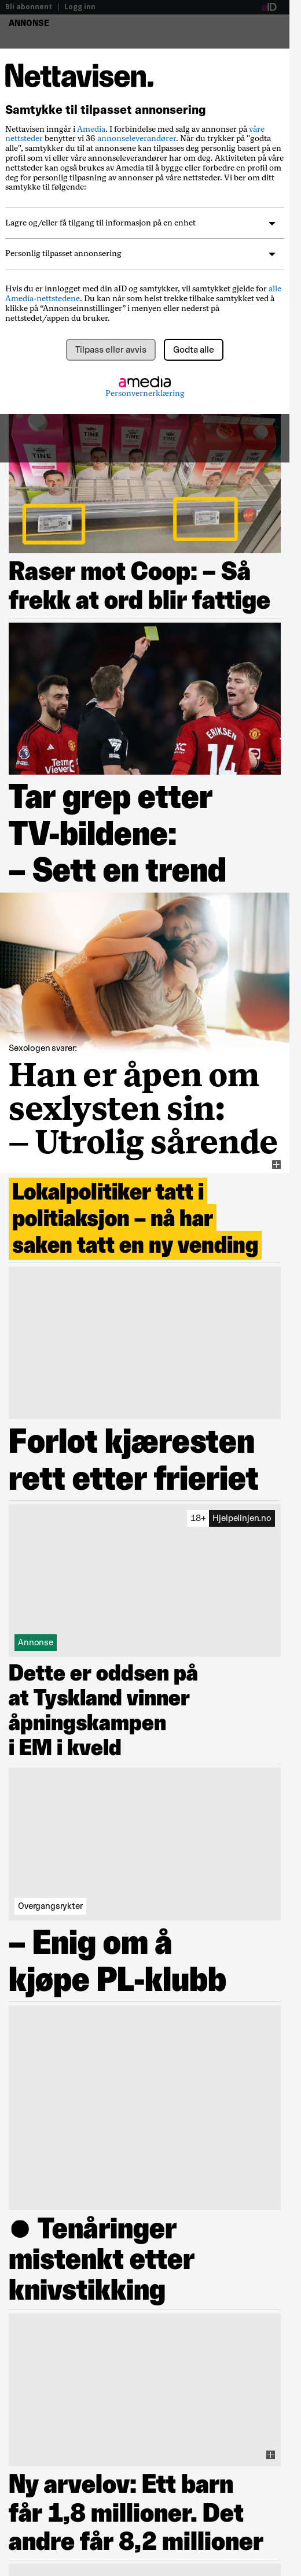 Bli abonnent | Logg inn
aID
ANNONSE
Nettavisen.
Samtykke til tilpasset annonsering
Nettavisen inngår i Amedia. I forbindelse med salg av annonser på våre
nettsteder benytter vi 36 annonseleverandører. Når du trykker på "godta
alle", samtykker du til at annonsene kan tilpasses deg personlig basert på en
profil som vi eller våre annonseleverandører har om deg. Aktiviteten på våre
nettsteder kan også brukes av Amedia til å bygge eller forbedre en profil om
deg for personlig tilpasning av annonser på våre nettsteder. Vi ber om ditt
samtykke til følgende:
Lagre og/eller få tilgang til informasjon på en enhet
Personlig tilpasset annonsering
Hvis du er innlogget med din aID og samtykker, vil samtykket gjelde for alle
Amedia-nettstedene. Du kan når som helst trekke tilbake samtykket ved å
klikke på “Annonseinnstillinger” i menyen eller nederst på
nettstedet/appen du bruker.
Tilpass eller avvis
Godta alle
amedia
Personvernerklæring
TINE
TINE
Raser mot Coop: – Så
frekk at ord blir fattige
ERIKSEN
14
Tar grep etter
TV-bildene:
– Sett en trend
Sexologen svarer:
Han er åpen om
sexlysten sin:
– Utrolig sårende
Lokalpolitiker tatt i
politiaksjon – nå har
saken tatt en ny vending
Forlot kjæresten
rett etter frieriet
18+ Hjelpelinjen.no
Annonse
Dette er oddsen på
at Tyskland vinner
åpningskampen
i EM i kveld
Overgangsrykter
– Enig om å
kjøpe PL-klubb
● Tenåringer
mistenkt etter
knivstikking
Ny arvelov: Ett barn
får 1,8 millioner. Det
andre får 8,2 millioner